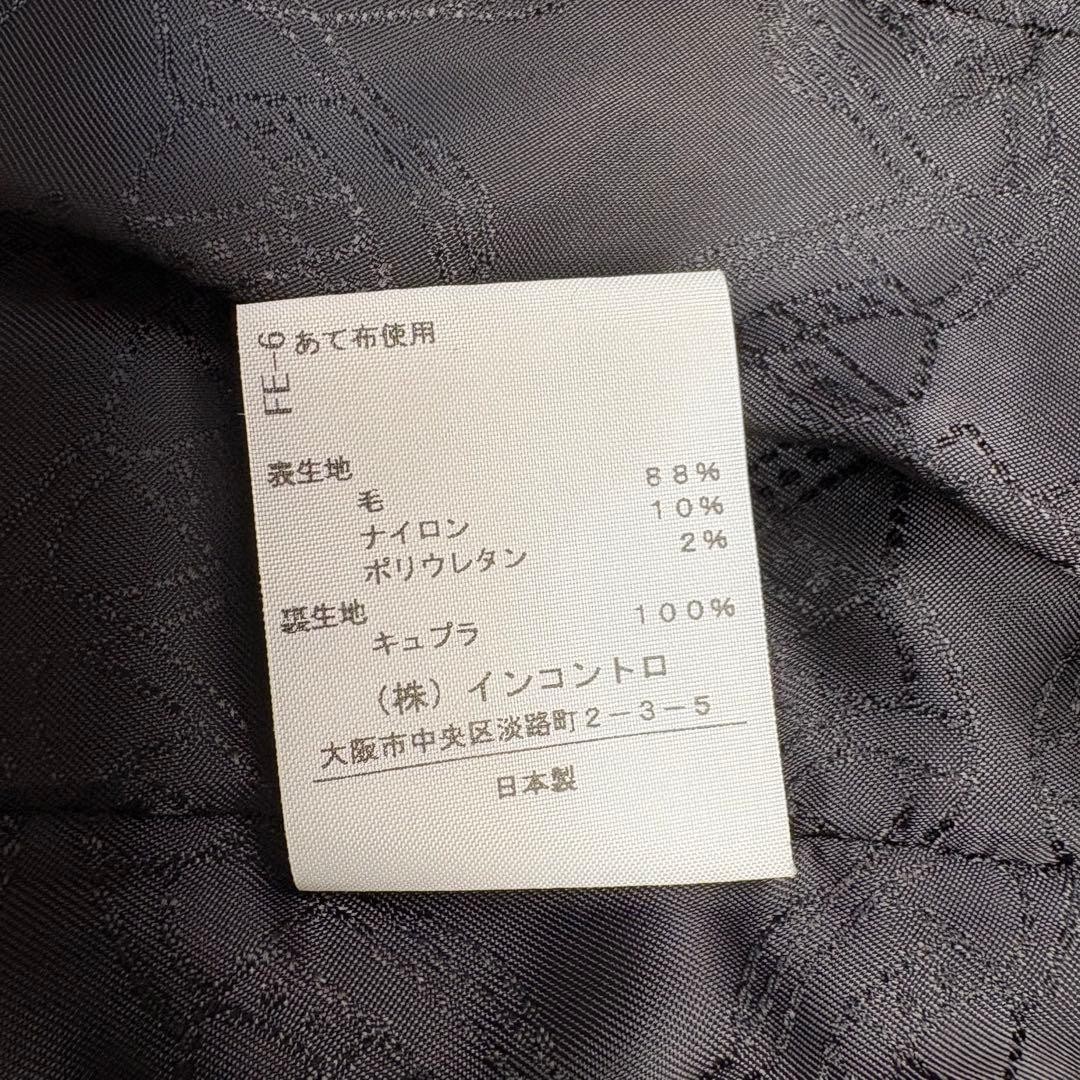 FE-6
あて布使用
表生地
毛 88%
ナイロン 10%
ポリウレタン 2%
裏生地
キュプラ 100%
(株) インコントロ
大阪市中央区淡路町2-3-5
日本製